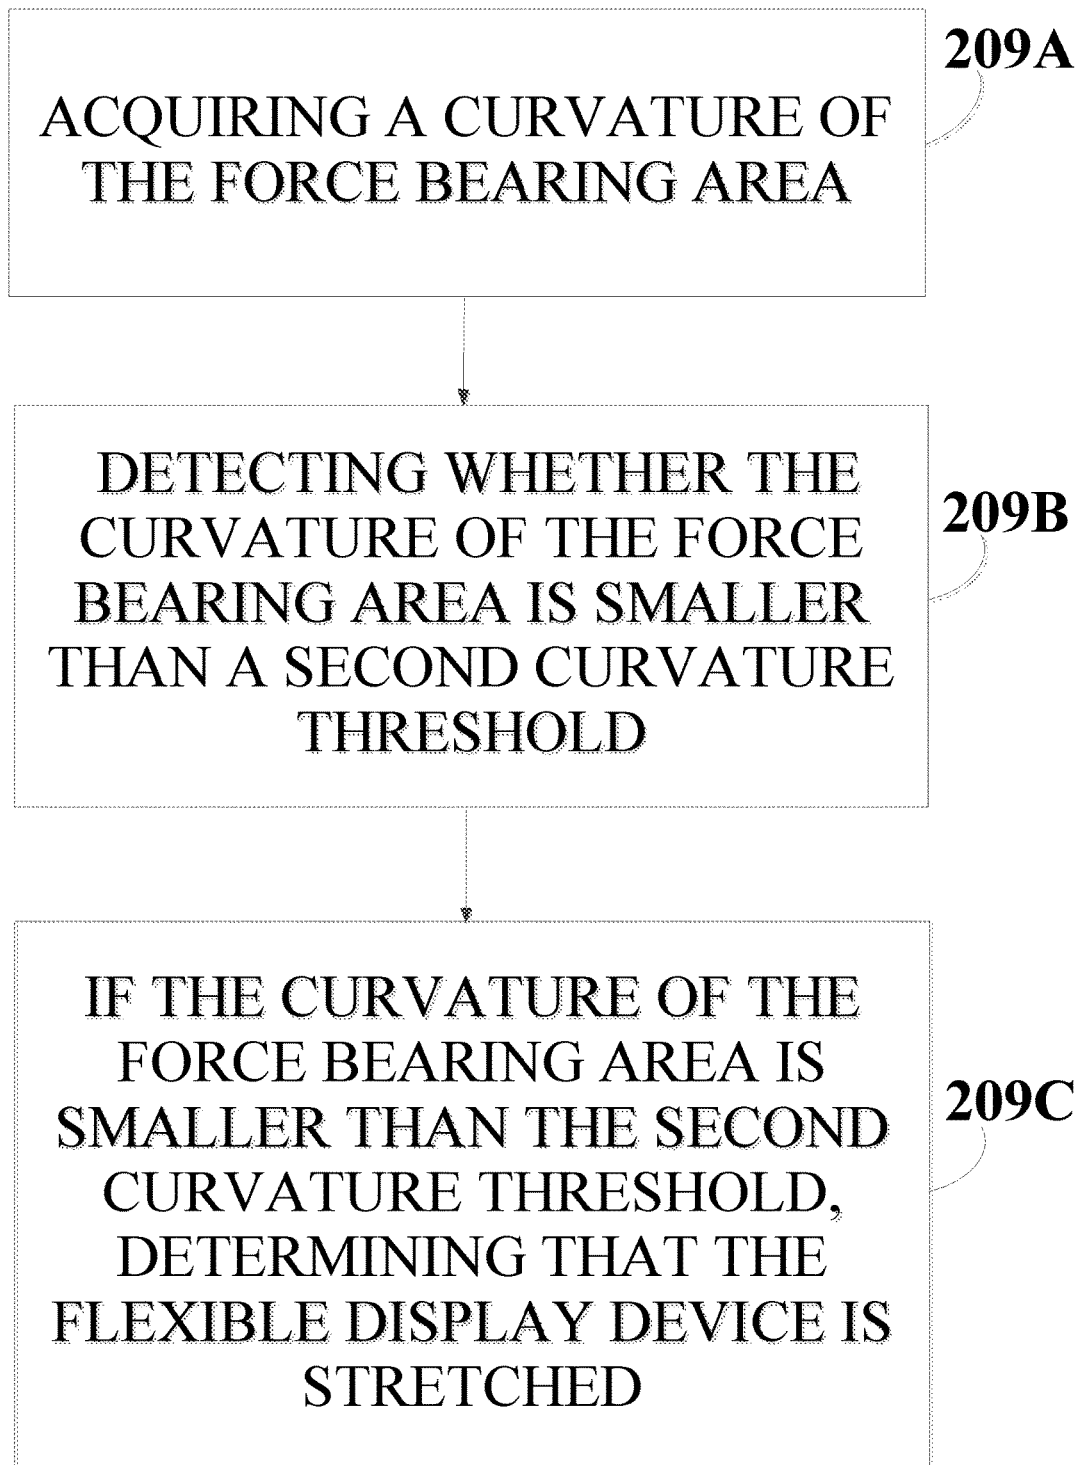 209A
ACQUIRING A CURVATURE OF
THE FORCE BEARING AREA
209B
DETECTING WHETHER THE
CURVATURE OF THE FORCE
BEARING AREA IS SMALLER
THAN A SECOND CURVATURE
THRESHOLD
209C
IF THE CURVATURE OF THE
FORCE BEARING AREA IS
SMALLER THAN THE SECOND
CURVATURE THRESHOLD,
DETERMINING THAT THE
FLEXIBLE DISPLAY DEVICE IS
STRETCHED